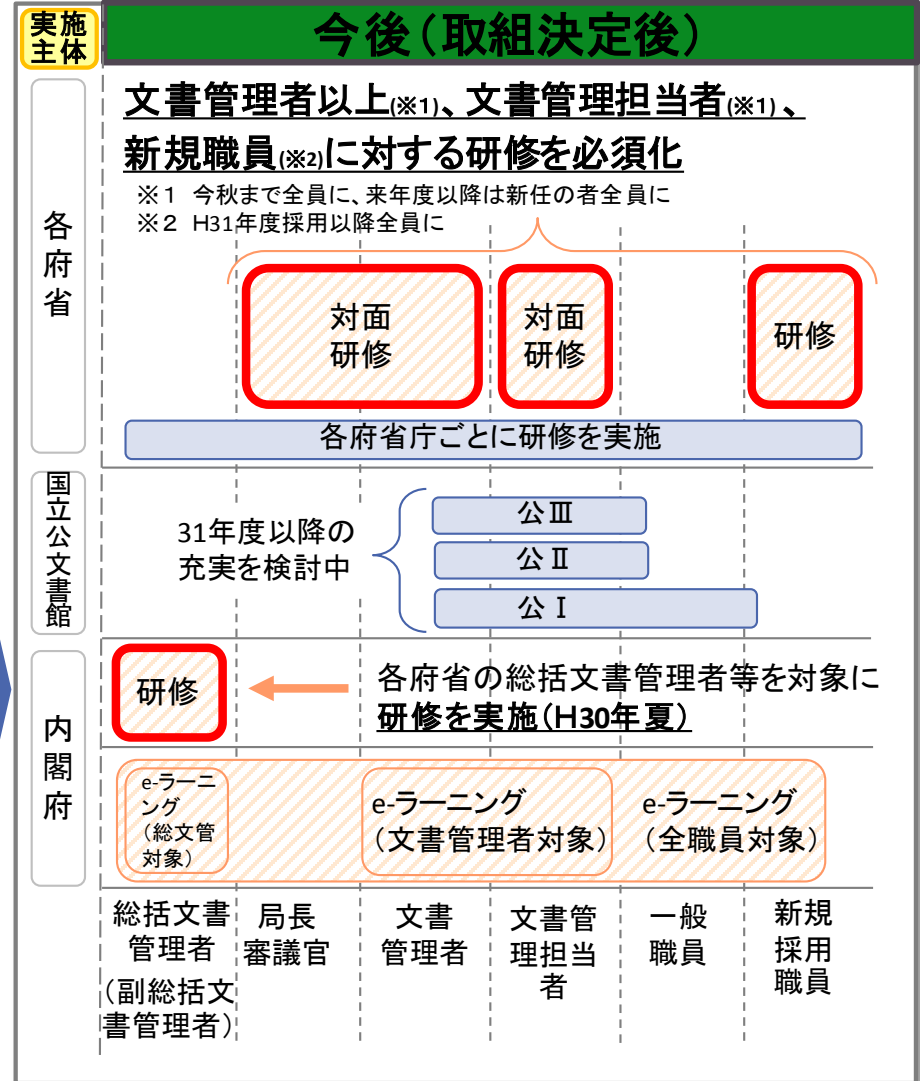 実施
主体
今後（取組決定後）
各府省
文書管理者以上(※1)、文書管理担当者(※1)、
新規職員(※2)に対する研修を必須化
※１ 今秋まで全員に、来年度以降は新任の者全員に
※２ H31年度採用以降全員に
対面
研修
対面
研修
研修
各府省庁ごとに研修を実施
国立公文書館
31年度以降の
充実を検討中
公Ⅲ
公Ⅱ
公Ⅰ
内閣府
研修
各府省の総括文書管理者等を対象に
研修を実施（H30年夏）
e-ラーニ
ング
（総文管
対象）
e-ラーニング
（文書管理者対象）
e-ラーニング
（全職員対象）
総括文書
管理者
（副総括文
書管理者）
局長
審議官
文書
管理者
文書管
理担当
者
一般
職員
新規
採用
職員